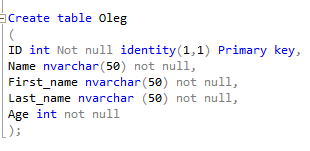 Create table Oleg
(
ID int Not null identity(1,1) Primary key,
Name nvarchar(50) not null,
First_name nvarchar(50) not null,
Last_name nvarchar (50) not null,
Age int not null
);